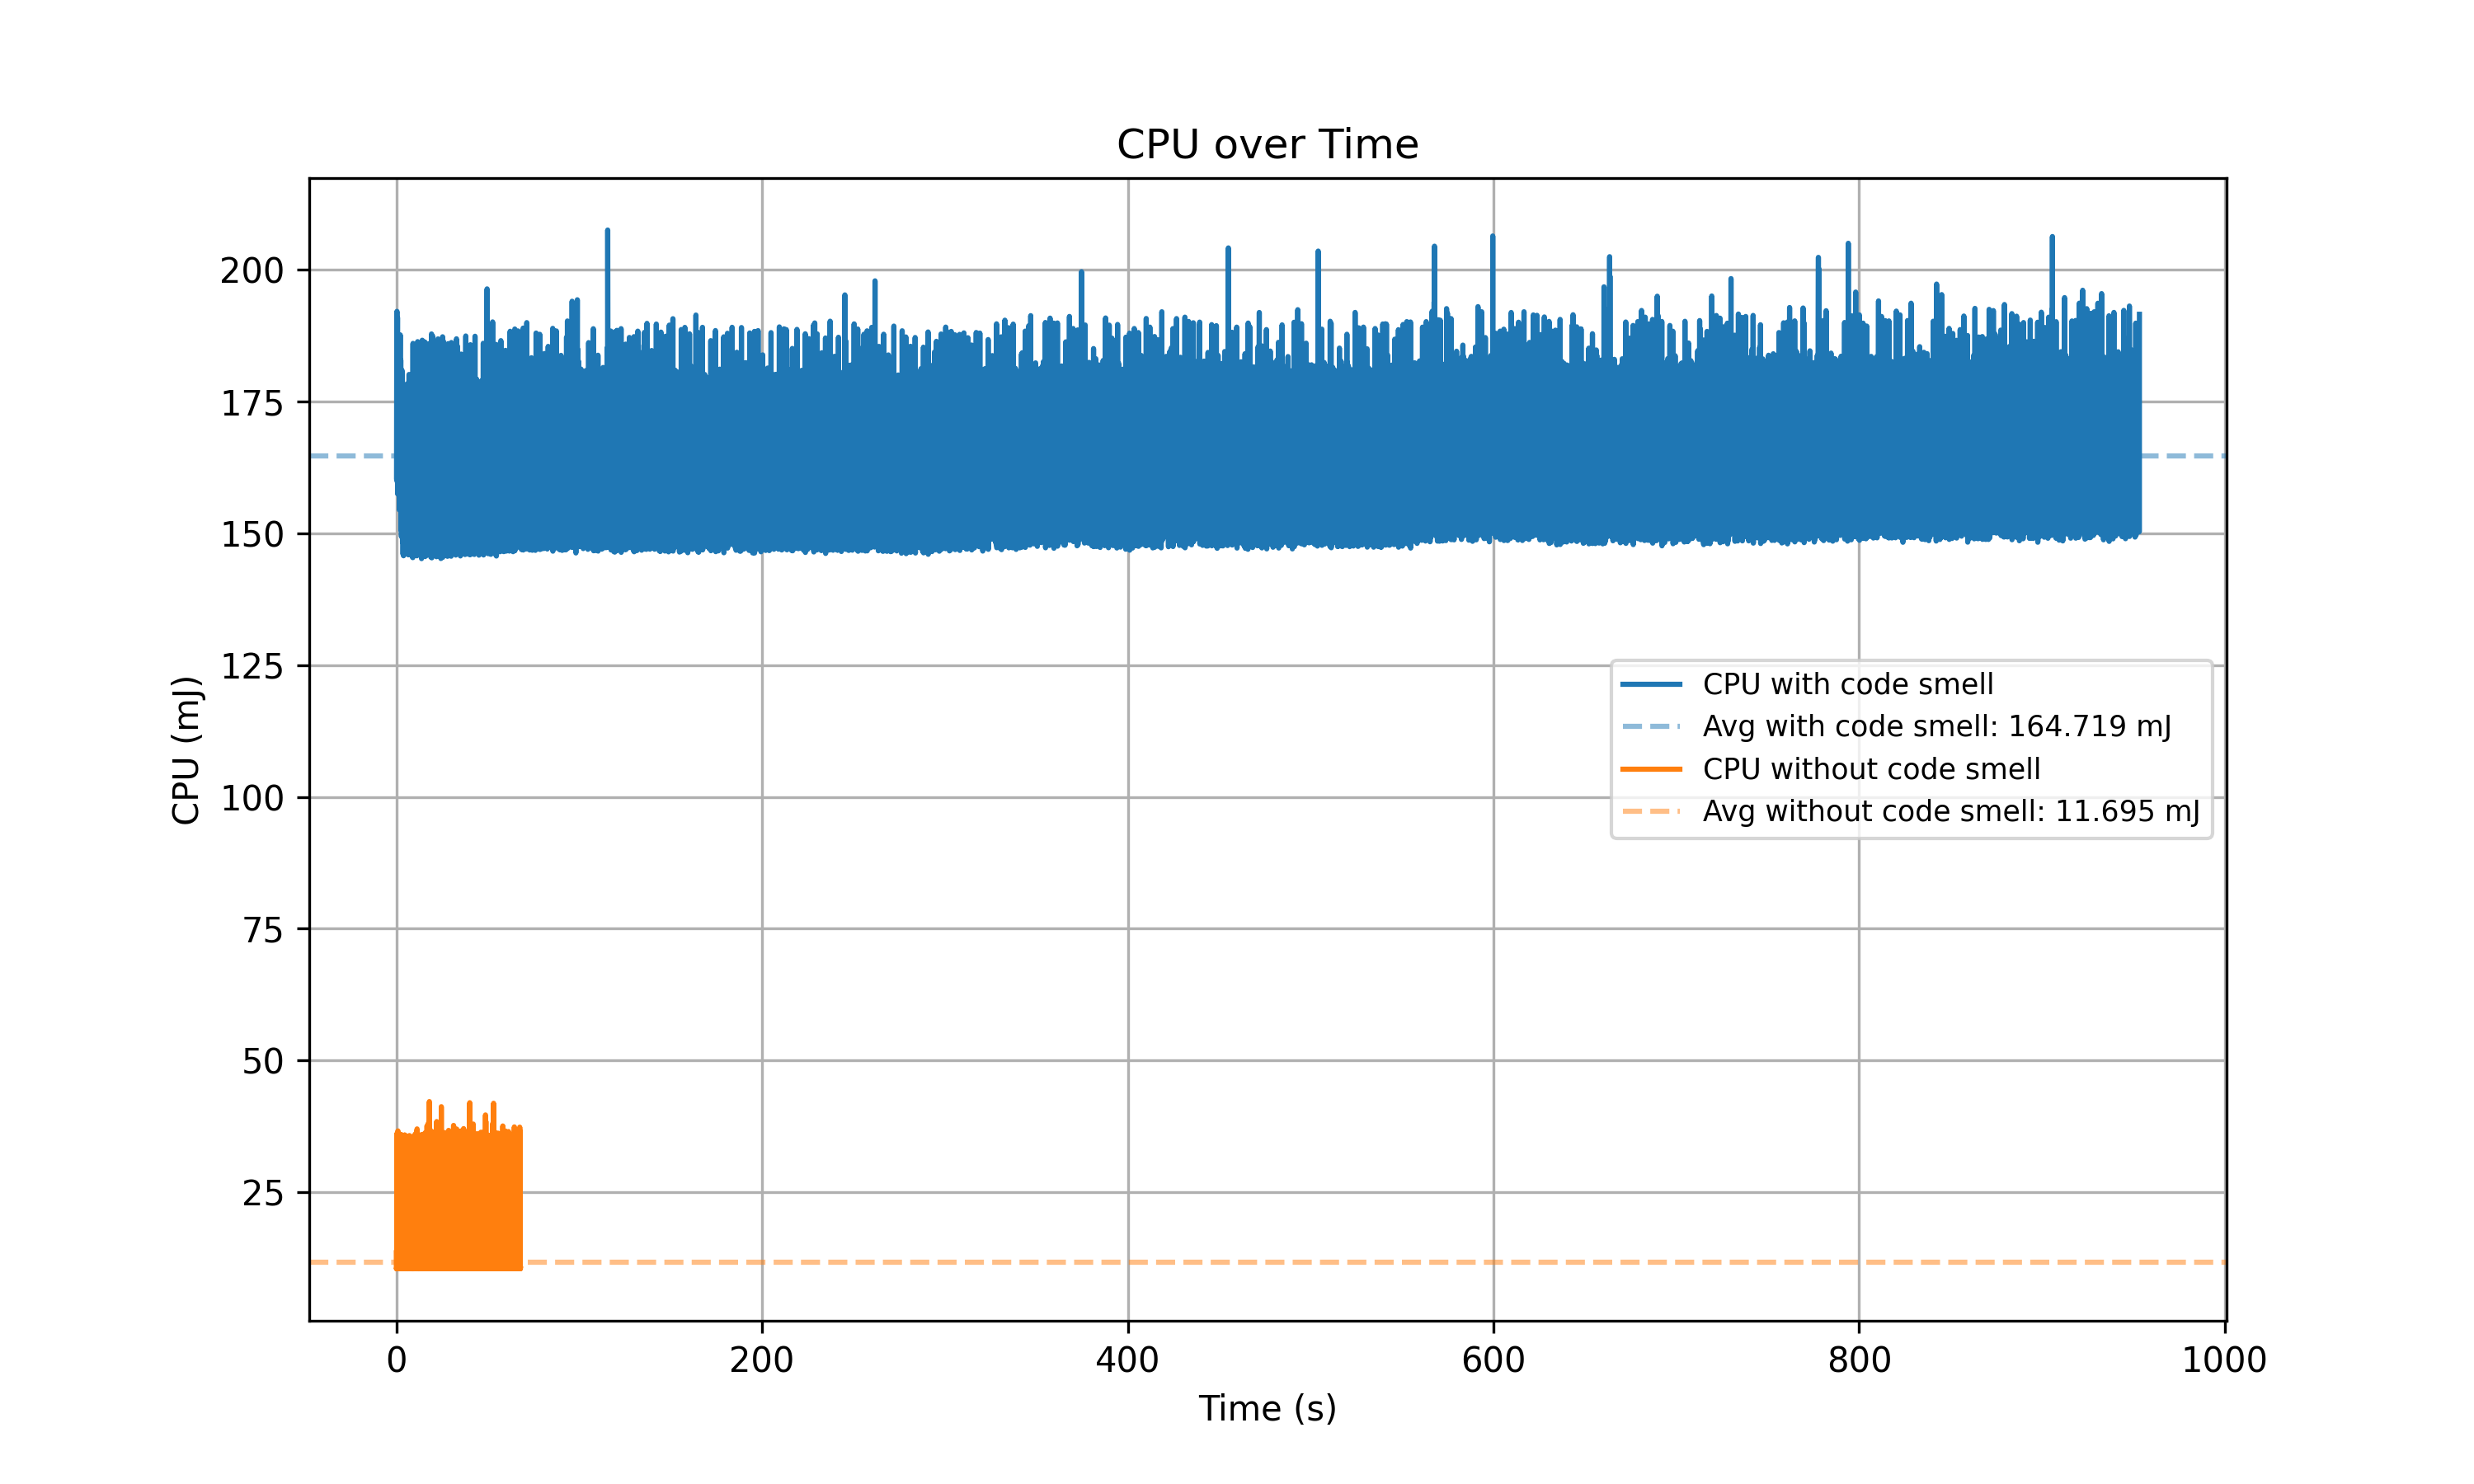 CPU over Time
200
175
150
125
100
75
50
25
CPU (mJ)
CPU with code smell
Avg with code smell: 164.719 mJ
CPU without code smell
Avg without code smell: 11.695 mJ
0 200 400 600 800 1000
Time (s)